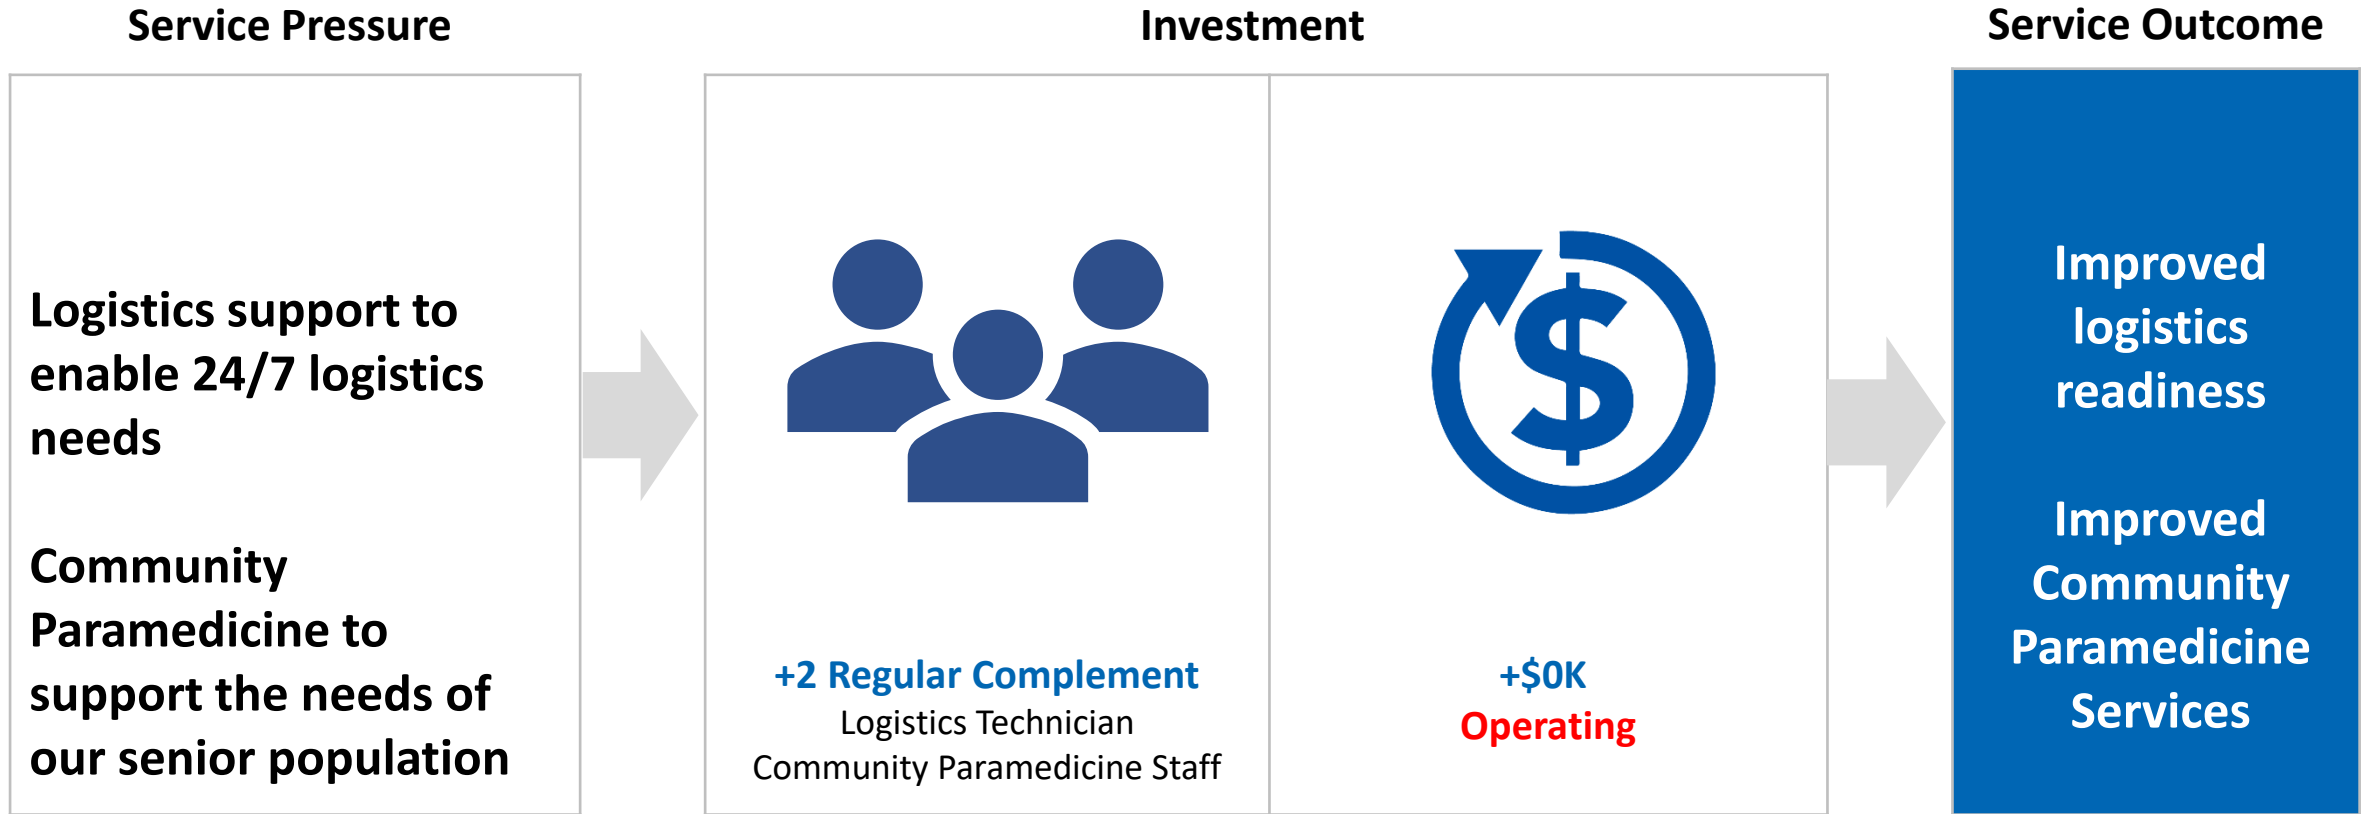 Service Pressure
Investment
Service Outcome
Logistics support to
enable 24/7 logistics
needs
Community
Paramedicine to
support the needs of
our senior population
+2 Regular Complement
Logistics Technician
Community Paramedicine Staff
$
+$0K
Operating
Improved
logistics
readiness
Improved
Community
Paramedicine
Services